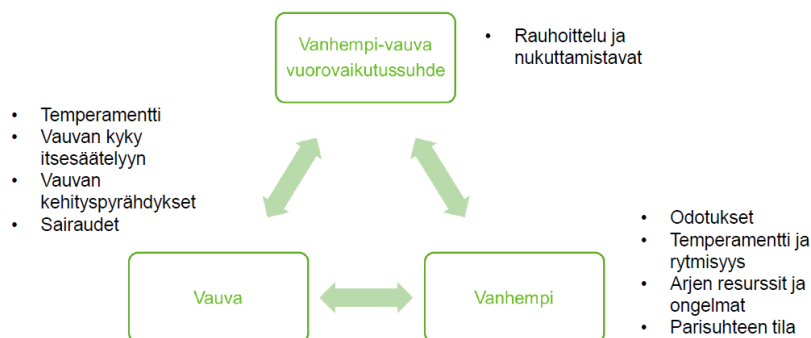 Vanhempi-vauva
vuorovaikutussuhde
• Rauhoittelu ja
nukuttamistavat
• Temperamentti
• Vauvan kyky
itsesäätelyyn
• Vauvan
kehityspyrähdykset
• Sairaudet
Vauva
Vanhempi
• Odotukset
• Temperamentti ja
rytmisyys
• Arjen resurssit ja
ongelmat
• Parisuhteen tila